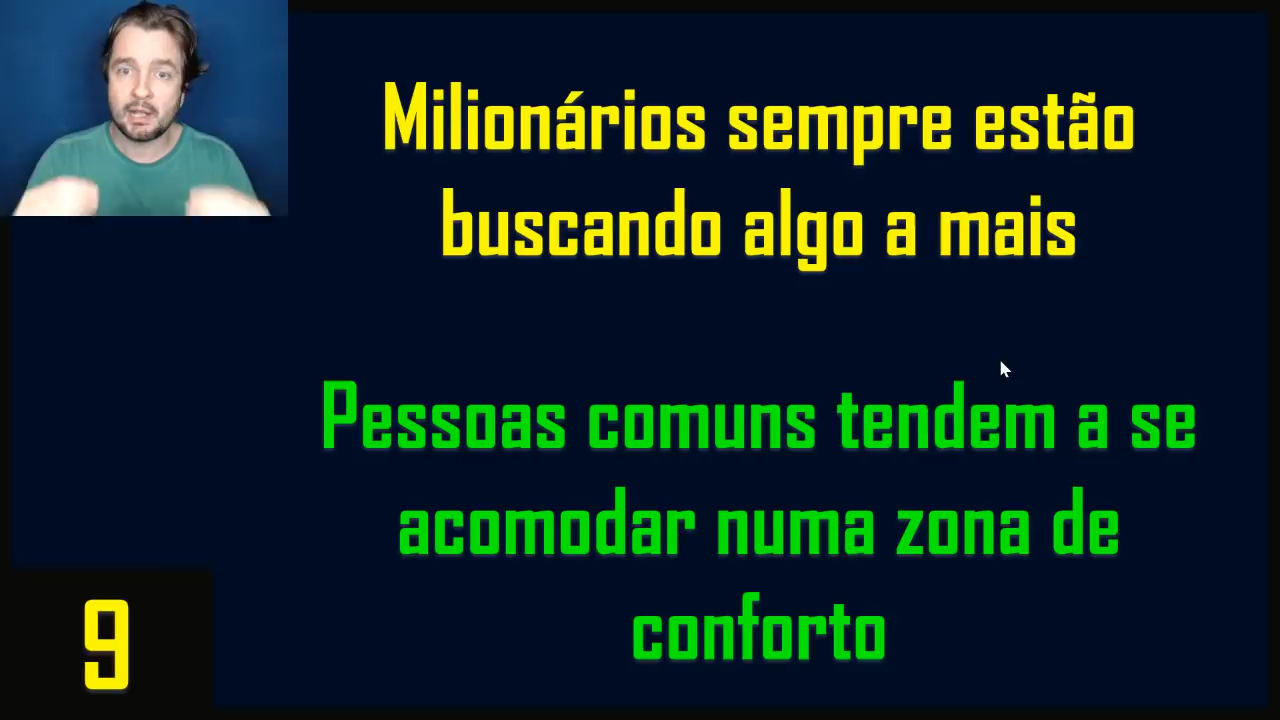 Milionários sempre estão
buscando algo a mais
Pessoas comuns tendem a se
acomodar numa zona de
conforto
9